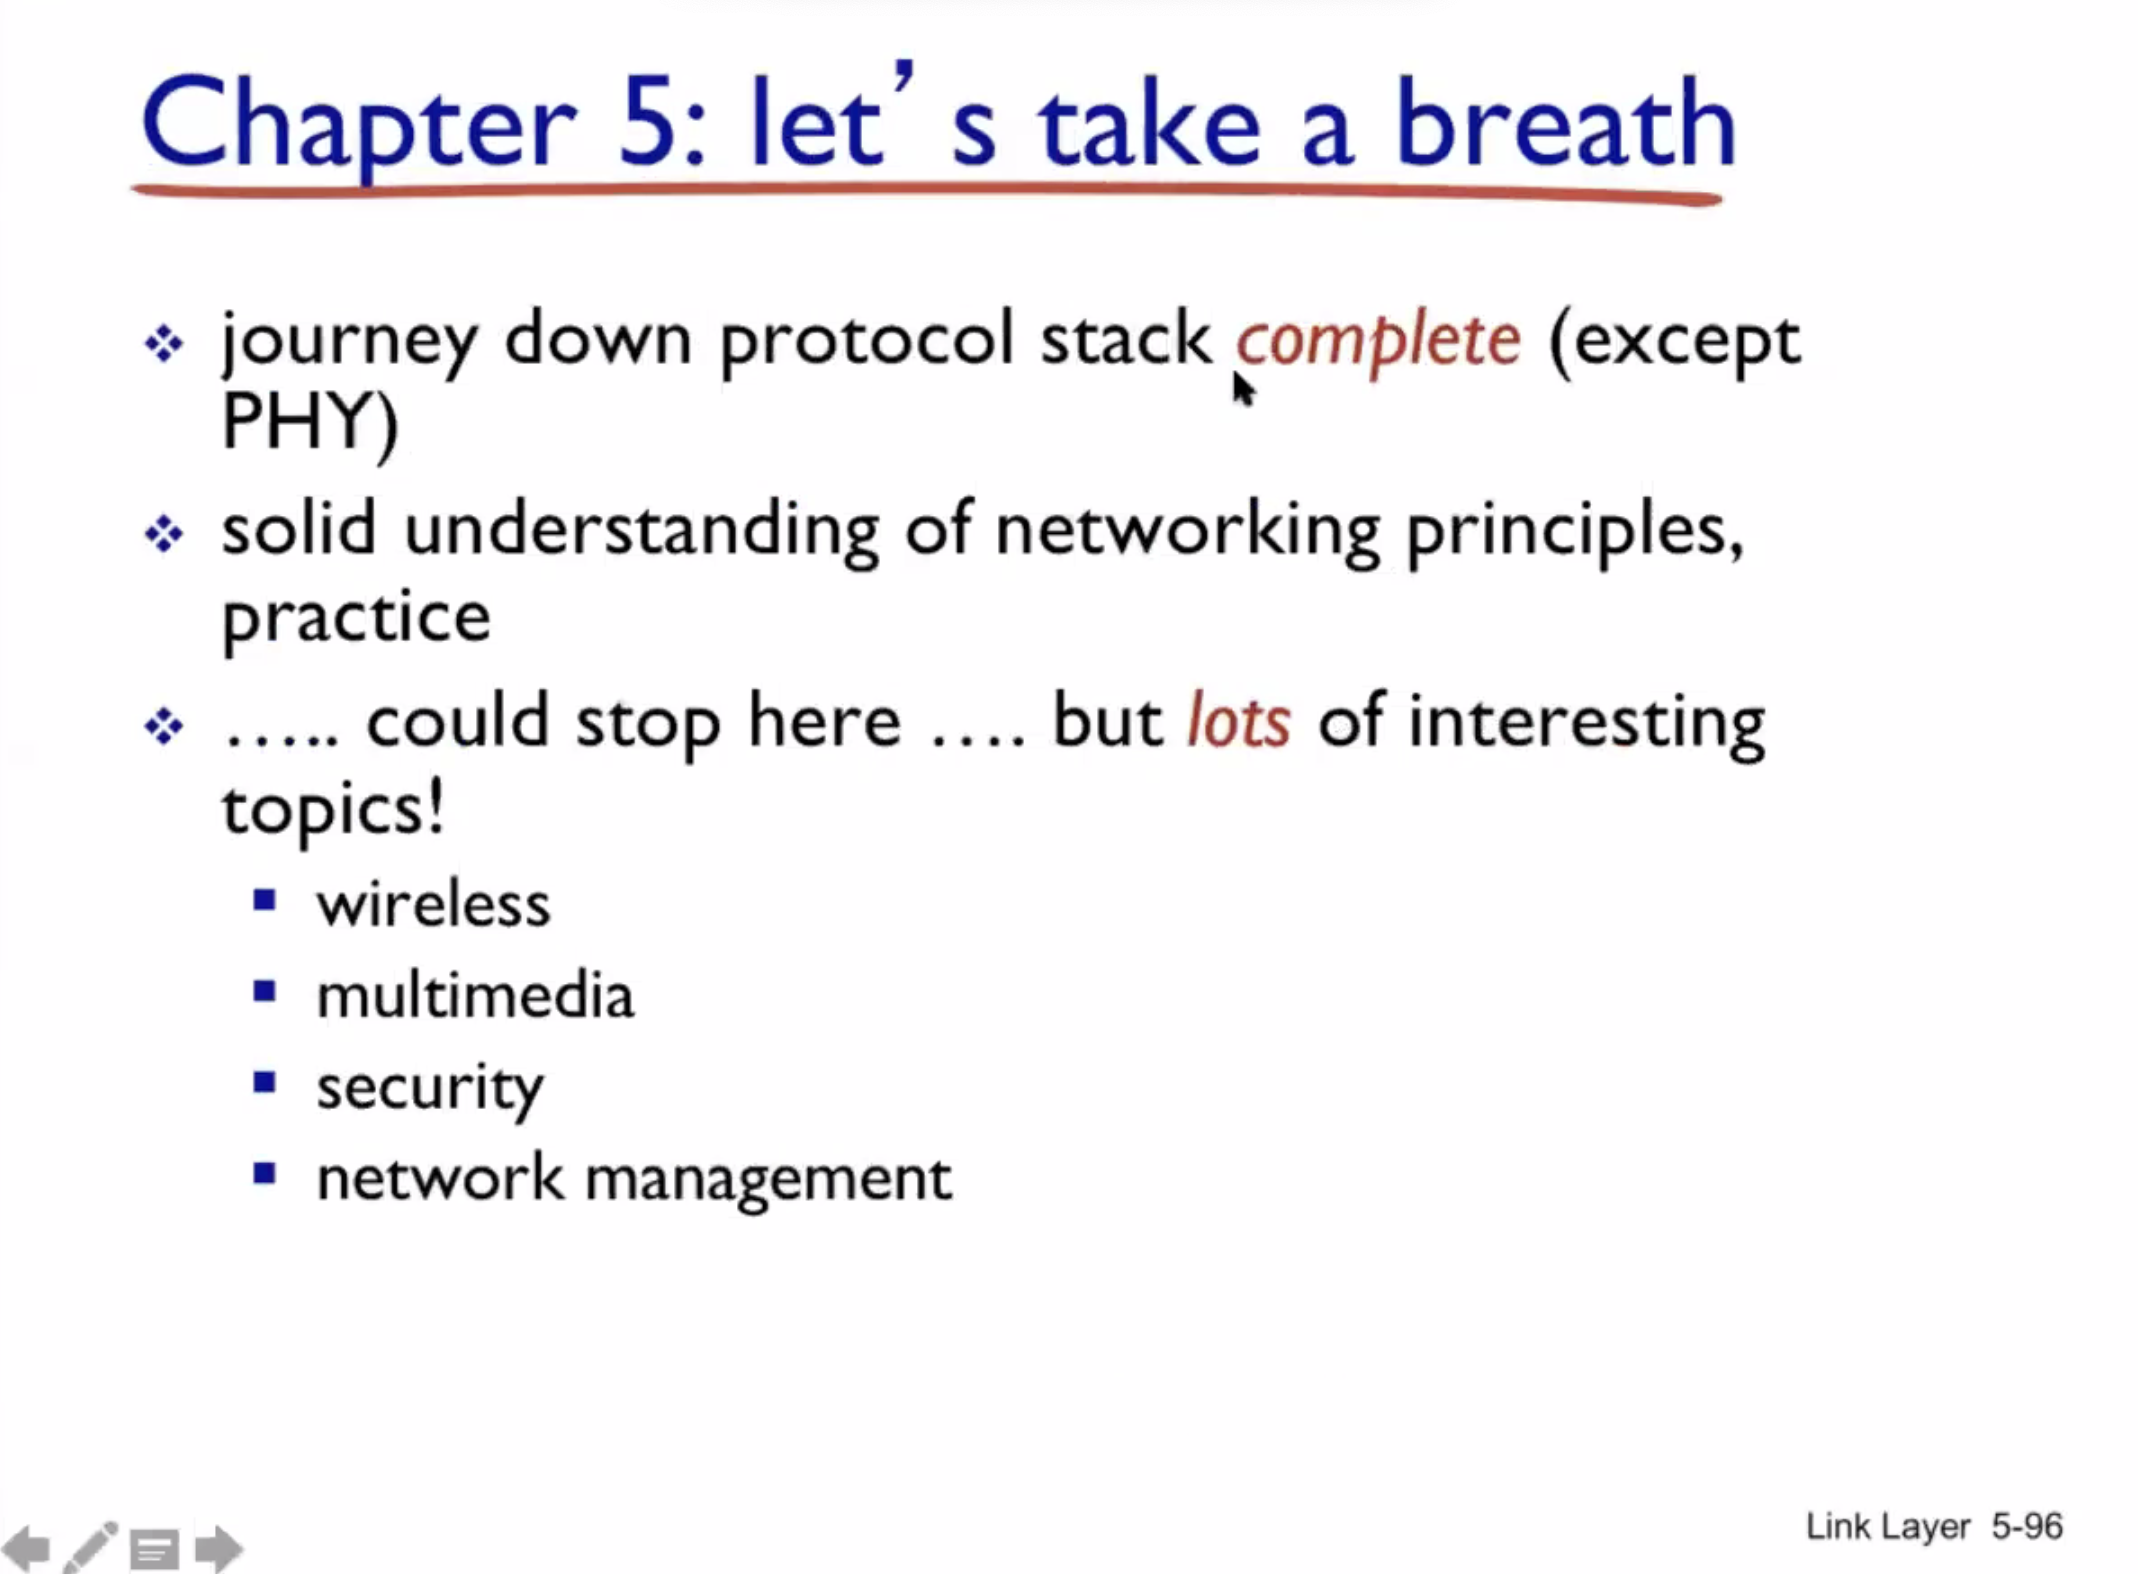 Chapter 5: let’s take a breath
journey down protocol stack complete (except
PHY)
solid understanding of networking principles,
practice
….. could stop here …. but lots of interesting
topics!
wireless
multimedia
security
network management
Link Layer 5-96